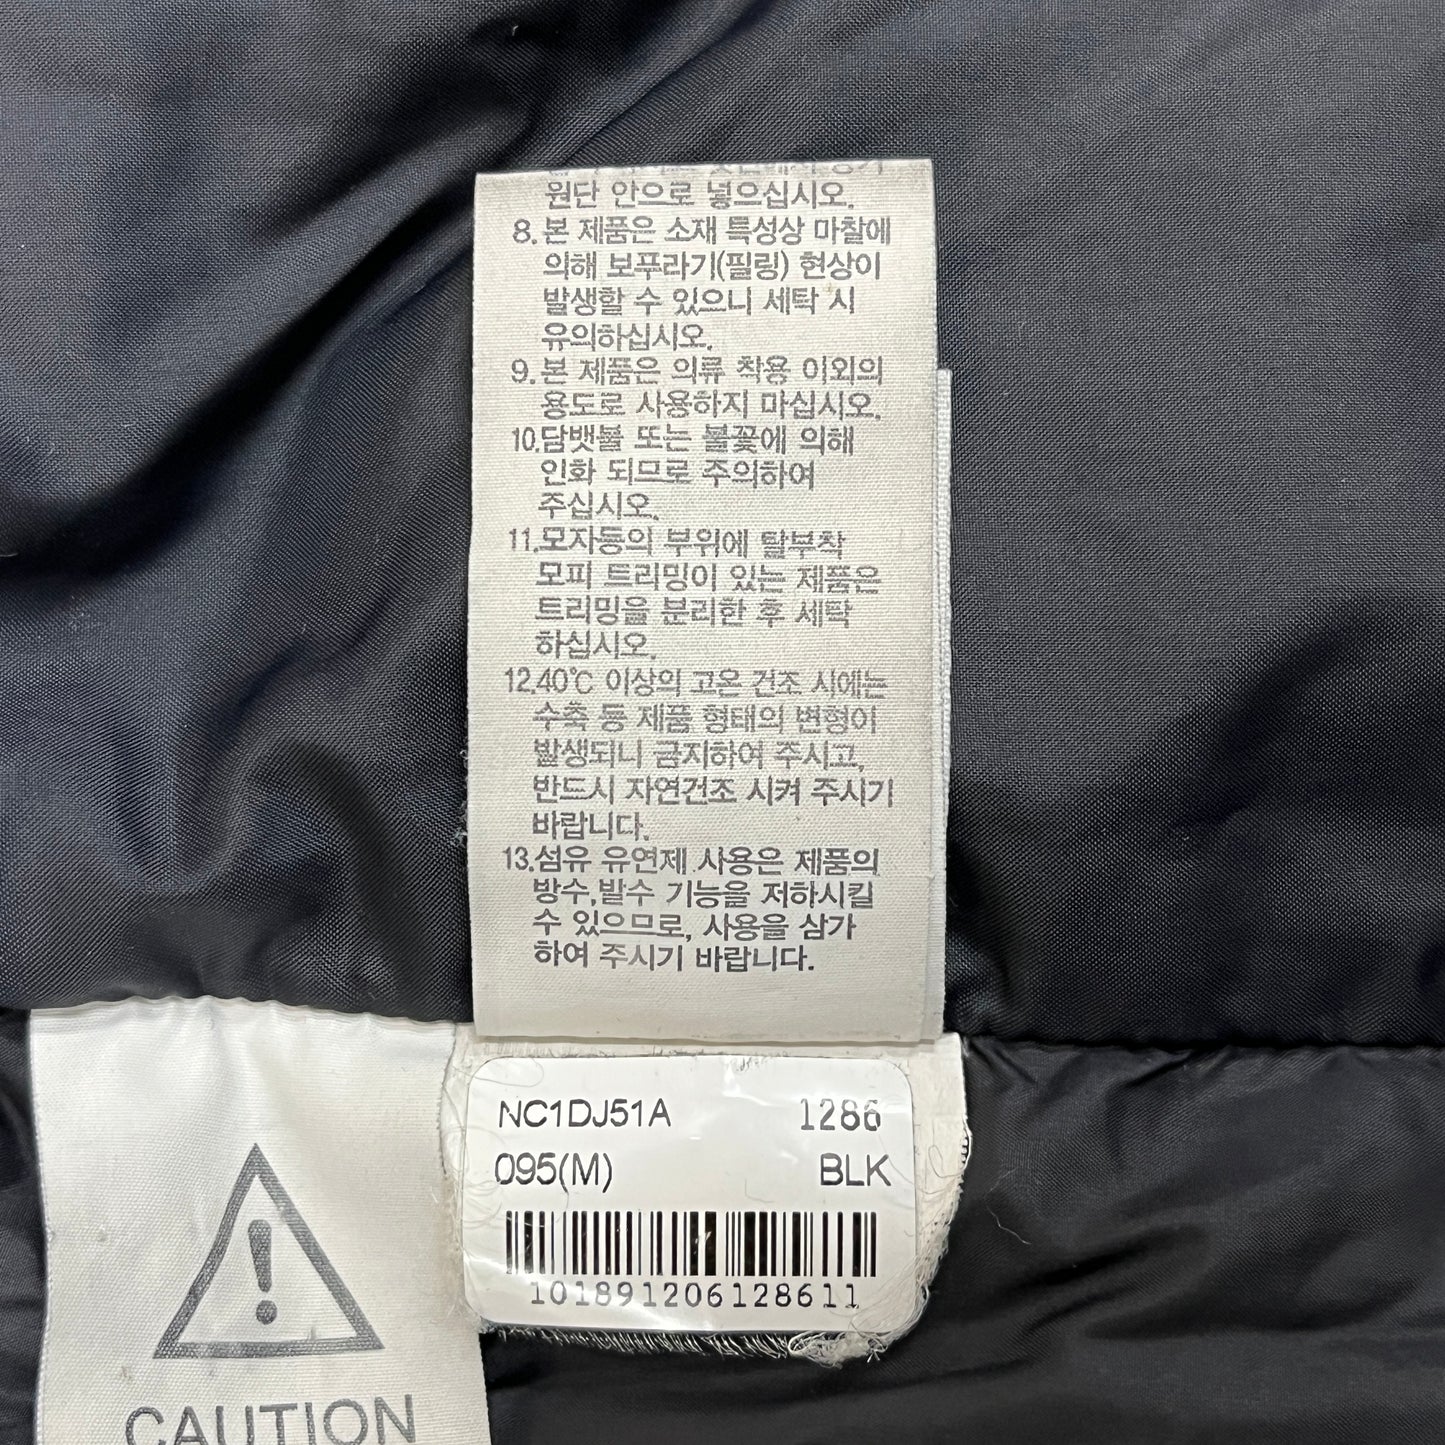 원단 안으로 넣으십시오.
8.본 제품은 소재 특성상 마찰에
의해 보푸라기(필링) 현상이
발생할 수 있으니 세탁 시
유의하십시오.
9.본 제품은 의류 착용 이외의
용도로 사용하지 마십시오.
10.담뱃불 또는 불꽃에 의해
인화 되므로 주의하여
주십시오.
11.모자등의 부위에 탈부착
모피 트리밍이 있는 제품은
트리밍을 분리한 후 세탁
하십시오.
12.40℃ 이상의 고온 건조 시에는
수축 등 제품 형태의 변형이
발생되니 금지하여 주시고,
반드시 자연건조 시켜 주시기
바랍니다.
13.섬유 유연제 사용은 제품의
방수,발수 기능을 저하시킬
수 있으므로, 사용을 삼가
하여 주시기 바랍니다.
NC1DJ51A 1286
095(M) BLK
101891206128611
CAUTION